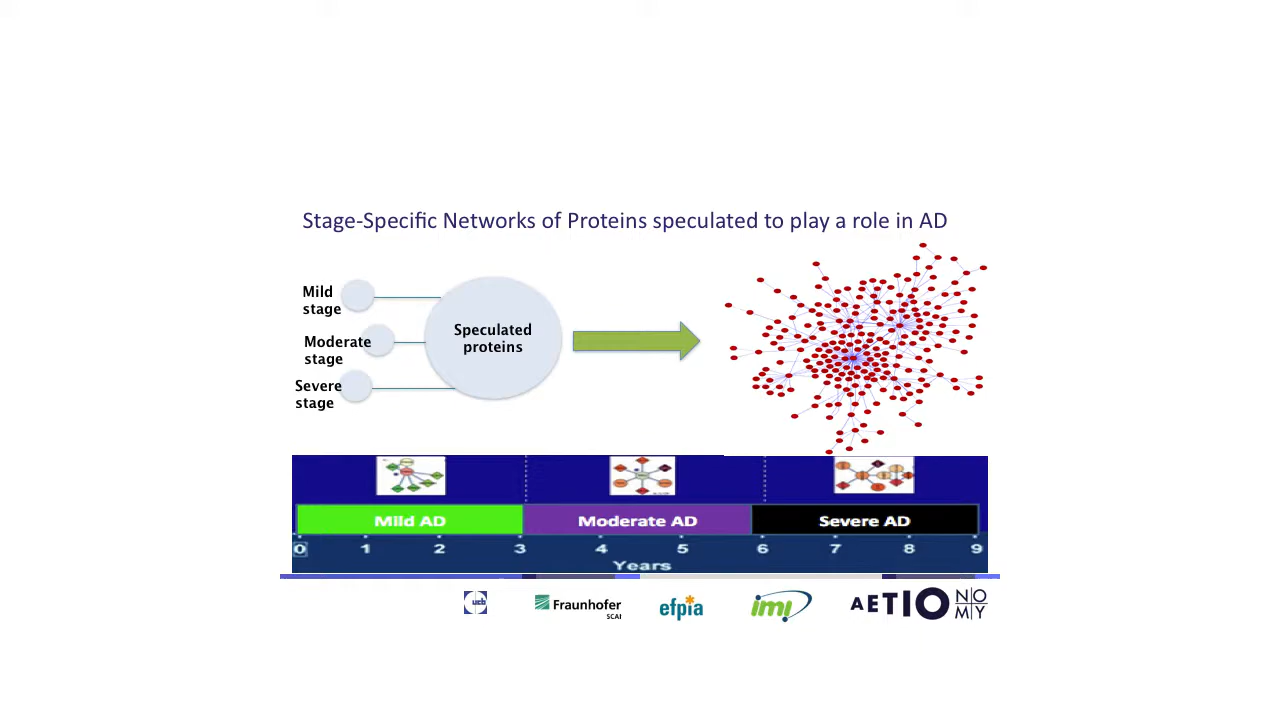 Stage-Specific Networks of Proteins speculated to play a role in AD
Mild
stage
Moderate
stage
Severe
stage
Speculated
proteins
Mild AD
Moderate AD
Severe AD
0 1 2 3 4 5 6 7 8 9
Years
ucb
Fraunhofer
SCAI
efpia
imi
AETIONOMY